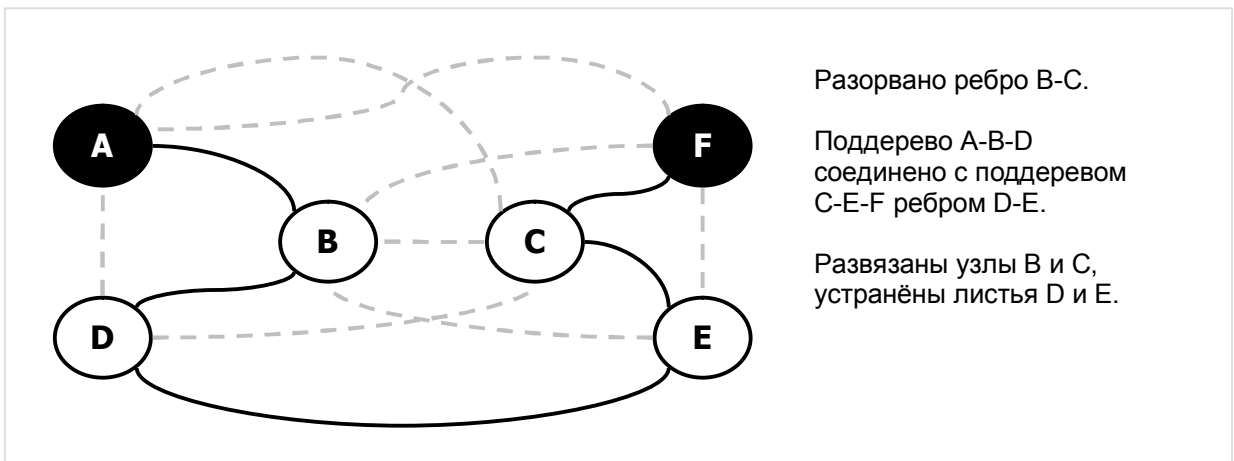 Разорвано ребро B-C.
A
F
Поддерево A-B-D
соединено с поддеревом
C-E-F ребром D-E.
B
C
Развязаны узлы B и C,
устранёны листья D и E.
D
E